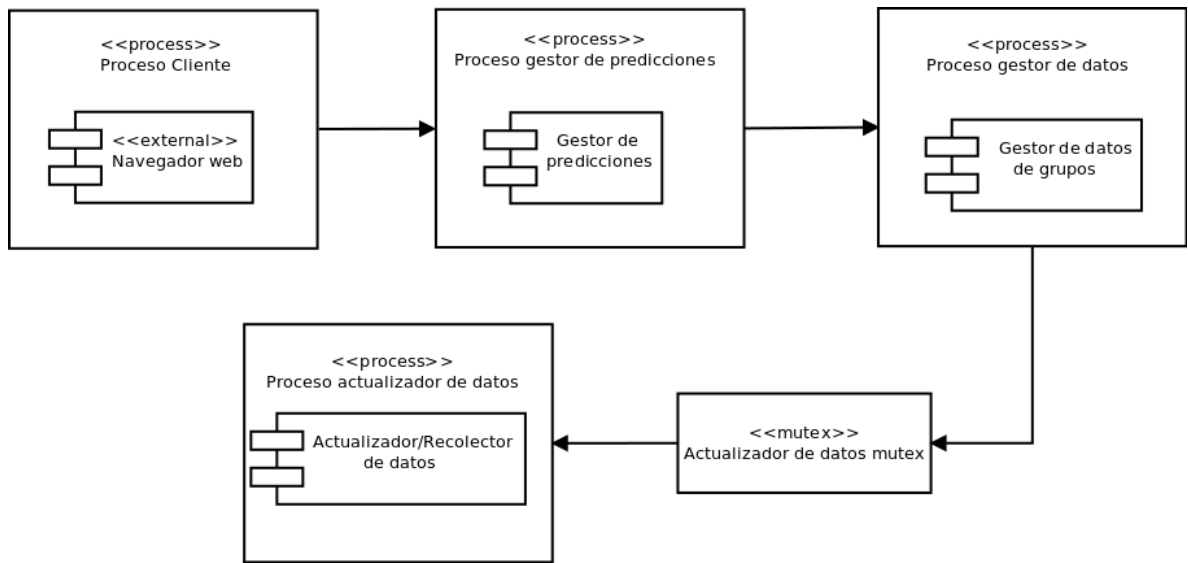 <<process>>
Proceso Cliente
<<external>>
Navegador web
<<process>>
Proceso gestor de predicciones
Gestor de
predicciones
<<process>>
Proceso gestor de datos
Gestor de datos
de grupos
<<process>>
Proceso actualizador de datos
Actualizador/Recolector
de datos
<<mutex>>
Actualizador de datos mutex